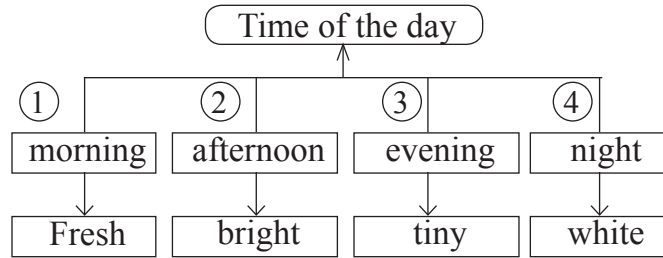 Time of the day
1 2 3 4
morning afternoon evening night
Fresh bright tiny white